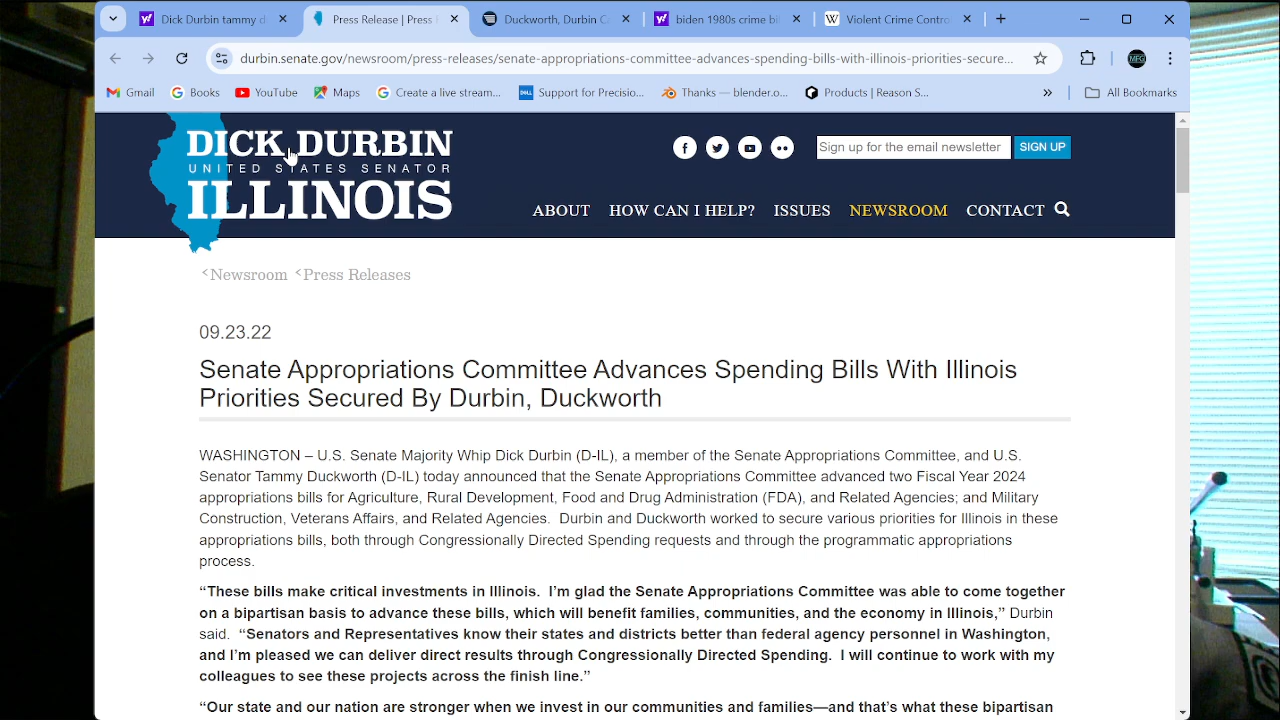 Dick Durbin tammy d
Press Release | Press
Duckworth, Durbin C
biden 1980s crime bi
Violent Crime Contro
durbin.senate.gov/newsroom/press-releases/senate-appropriations-committee-advances-spending-bills-with-illinois-priorities-secure...
Gmail
Books
YouTube
Maps
Create a live stream...
Support for Precisio...
Thanks — blender.o...
Products | Reason S...
»
All Bookmarks
DICK DURBIN
UNITED STATES SENATOR
ILLINOIS
Sign up for the email newsletter
SIGN UP
ABOUT
HOW CAN I HELP?
ISSUES
NEWSROOM
CONTACT
Newsroom
Press Releases
09.23.22
Senate Appropriations Committee Advances Spending Bills With Illinois
Priorities Secured By Durbin, Duckworth
WASHINGTON – U.S. Senate Majority Whip Dick Durbin (D-IL), a member of the Senate Appropriations Committee, and U.S.
Senator Tammy Duckworth (D-IL) today announced the Senate Appropriations Committee advanced two Fiscal Year 2024
appropriations bills for Agriculture, Rural Development, Food and Drug Administration (FDA), and Related Agencies; and Military
Construction, Veterans Affairs, and Related Agencies. Durbin and Duckworth worked to secure various priorities for Illinois in these
appropriations bills, both through Congressionally Directed Spending requests and through the programmatic appropriations
process.
“These bills make critical investments in Illinois. I’m glad the Senate Appropriations Committee was able to come together
on a bipartisan basis to advance these bills, which will benefit families, communities, and the economy in Illinois,” Durbin
said. “Senators and Representatives know their states and districts better than federal agency personnel in Washington,
and I’m pleased we can deliver direct results through Congressionally Directed Spending. I will continue to work with my
colleagues to see these projects across the finish line.”
“Our state and our nation are stronger when we invest in our communities and families—and that’s what these bipartisan